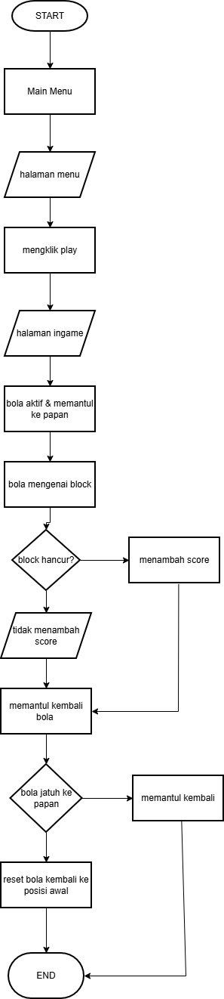 START
Main Menu
halaman menu
mengklik play
halaman ingame
bola aktif & memantul
ke papan
bola mengenai block
block hancur?
menambah score
tidak menambah
score
memantul kembali
bola
bola jatuh ke
papan
memantul kembali
reset bola kembali ke
posisi awal
END